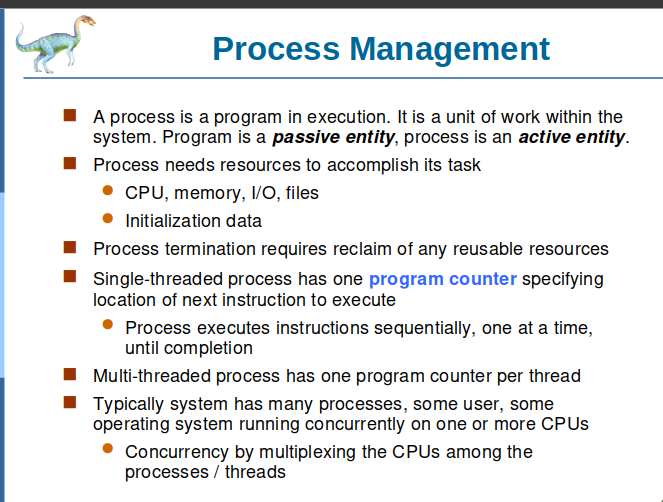 Process Management
A process is a program in execution. It is a unit of work within the
system. Program is a passive entity, process is an active entity.
Process needs resources to accomplish its task
CPU, memory, I/O, files
Initialization data
Process termination requires reclaim of any reusable resources
Single-threaded process has one program counter specifying
location of next instruction to execute
Process executes instructions sequentially, one at a time,
until completion
Multi-threaded process has one program counter per thread
Typically system has many processes, some user, some
operating system running concurrently on one or more CPUs
Concurrency by multiplexing the CPUs among the
processes / threads